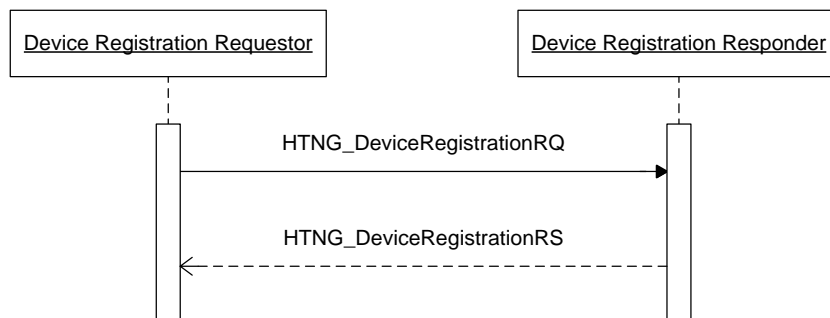 Device Registration Requestor
Device Registration Responder
HTNG_DeviceRegistrationRQ
HTNG_DeviceRegistrationRS